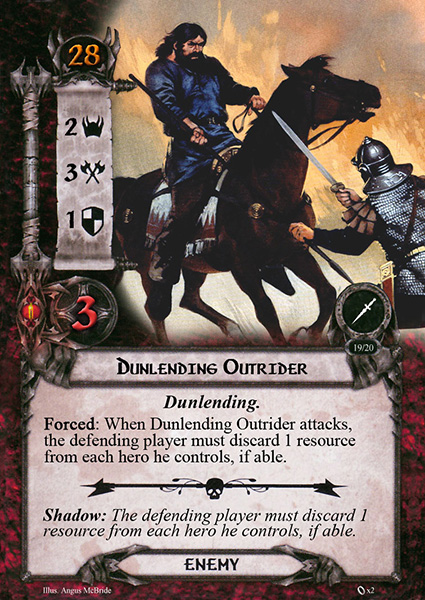 28
2
3
1
3
19/20
Dunlending Outrider
Dunlending.
Forced: When Dunlending Outrider attacks,
the defending player must discard 1 resource
from each hero he controls, if able.
Shadow: The defending player must discard 1
resource from each hero he controls, if able.
ENEMY
Illus. Angus McBride
x2